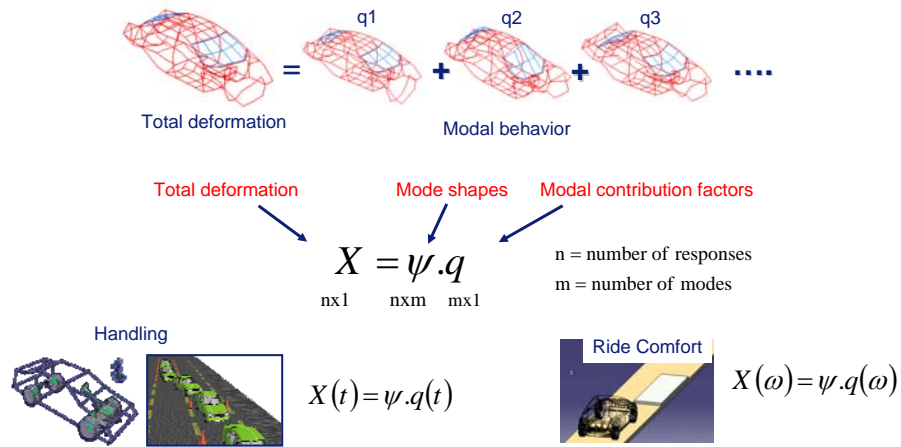 q1 q2 q3
= + + ....
Total deformation
Modal behavior
Total deformation Mode shapes Modal contribution factors
X = ψ.q
nx1 nxm mx1
n = number of responses
m = number of modes
Handling
Ride Comfort
X(t) = ψ.q(t)
X(ω) = ψ.q(ω)